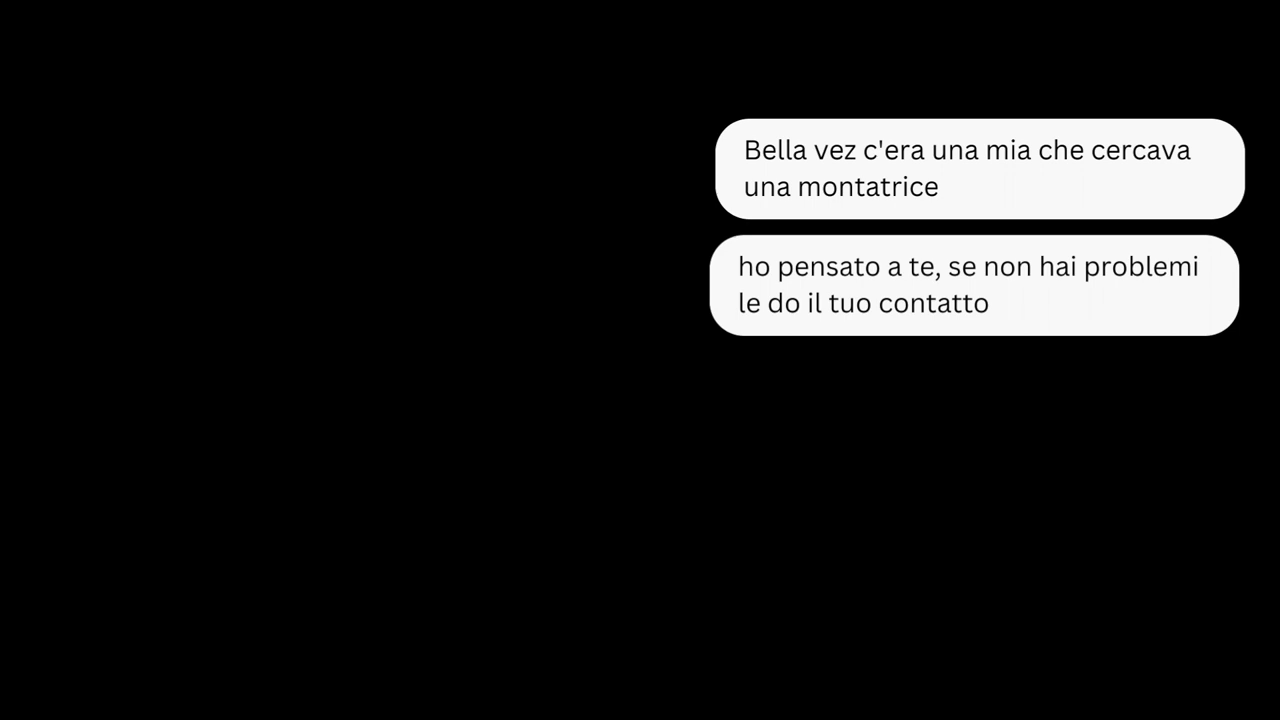 Bella vez c'era una mia che cercava
una montatrice
ho pensato a te, se non hai problemi
le do il tuo contatto